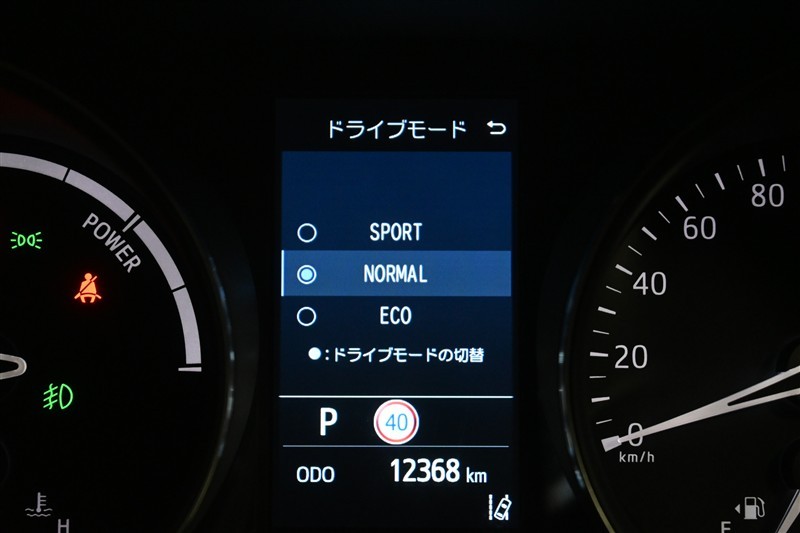 ドライブモード
SPORT
NORMAL
ECO
●:ドライブモードの切替
P 40
ODO 12368 km
POWER
H
80
60
40
20
0
km/h